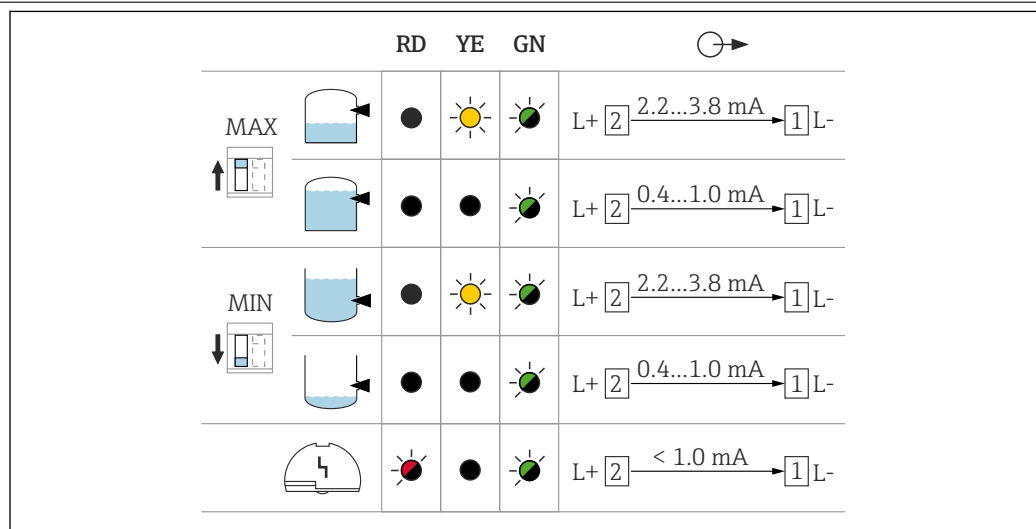 RD YE GN
MAX
L+ 2 2.2...3.8 mA 1 L-
L+ 2 0.4...1.0 mA 1 L-
MIN
L+ 2 2.2...3.8 mA 1 L-
L+ 2 0.4...1.0 mA 1 L-
L+ 2 < 1.0 mA 1 L-